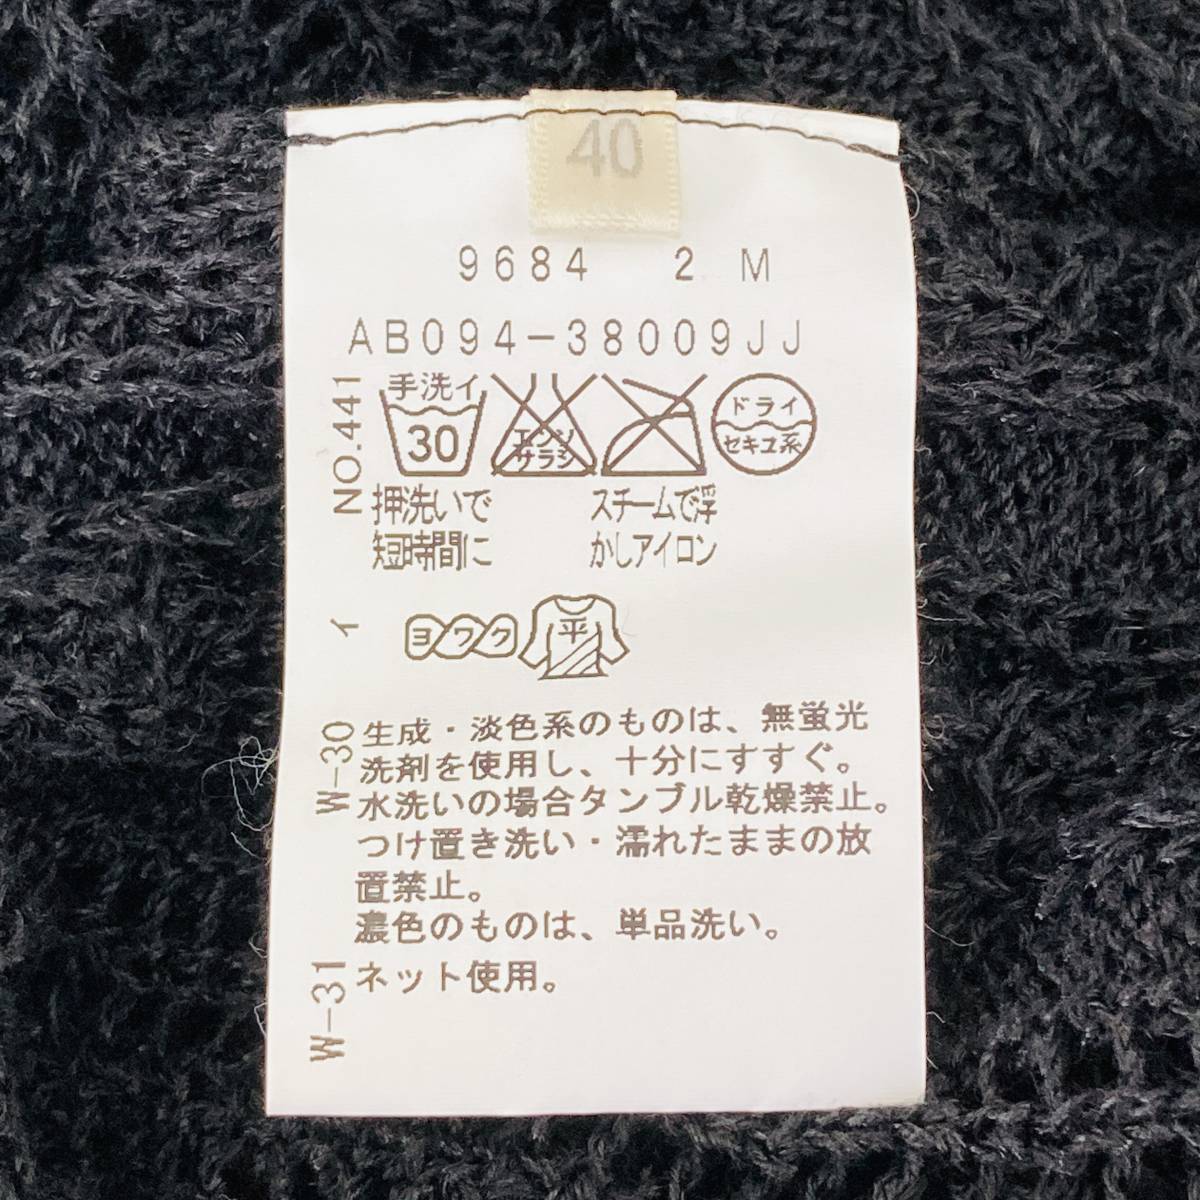 40
9684 2 M
AB094-38009JJ
NO.441
手洗イ
30
エンソ
サラシ
ドライ
セキユ系
押洗いで
短時間に
スチームで浮
かしアイロン
イ
ヨワク
平
W-30
生成・淡色系のものは、無蛍光
洗剤を使用し、十分にすすぐ。
水洗いの場合タンブル乾燥禁止。
つけ置き洗い・濡れたままの放
置禁止。
濃色のものは、単品洗い。
W-31
ネット使用。